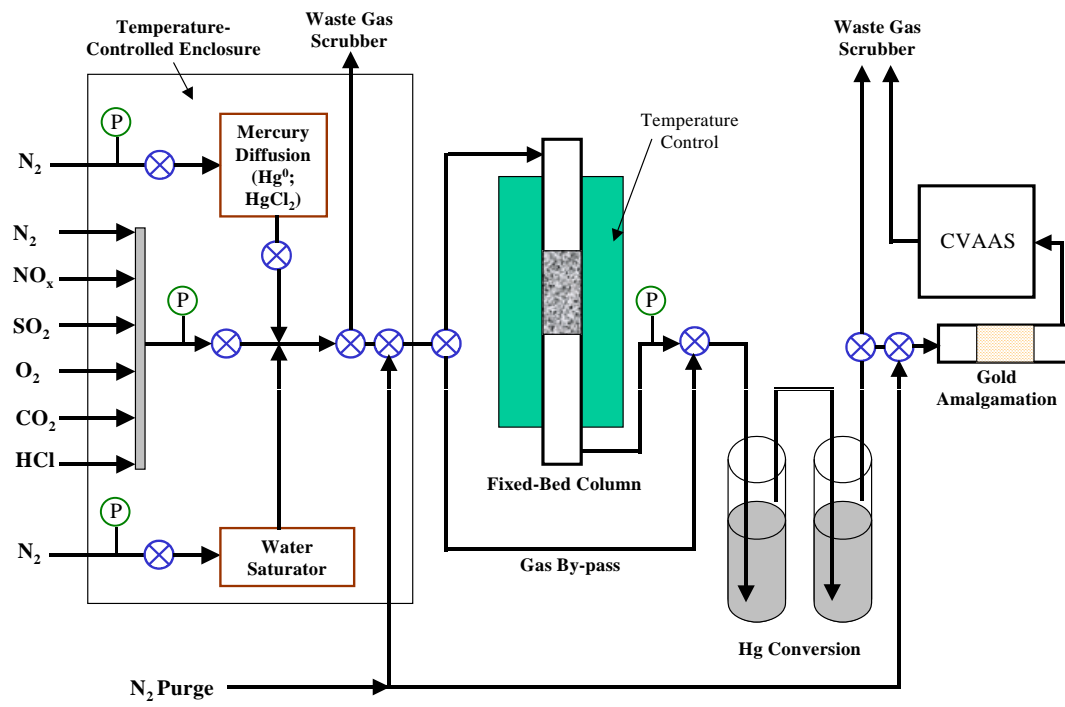 Temperature-
Controlled Enclosure
Waste Gas
Scrubber
Waste Gas
Scrubber
P
N₂
Mercury
Diffusion
(Hg⁰;
HgCl₂)
Temperature
Control
N₂
NOₓ
SO₂
O₂
CO₂
HCl
P
P
CVAAS
Gold
Amalgamation
Fixed-Bed Column
P
N₂
Water
Saturator
Gas By-pass
Hg Conversion
N₂ Purge